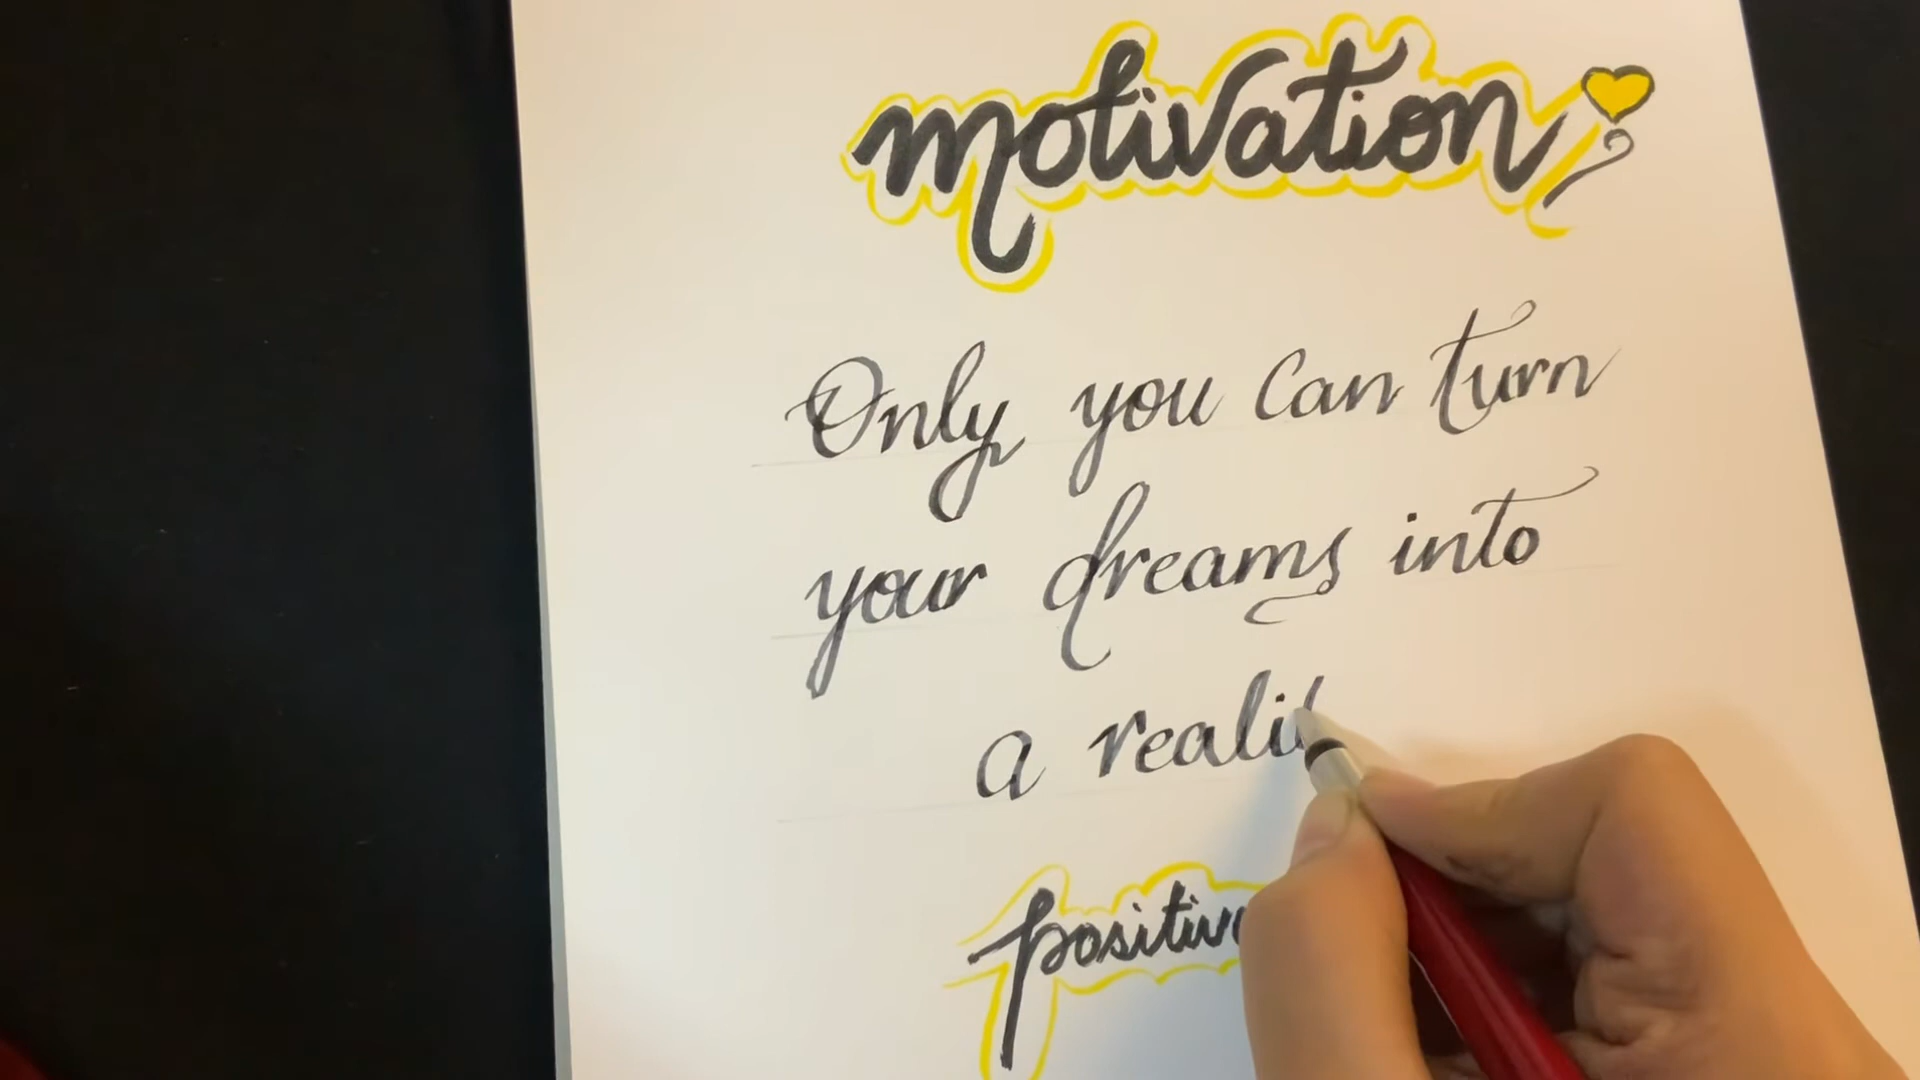 motivation
Only you can turn
your dreams into
a realit
positiv